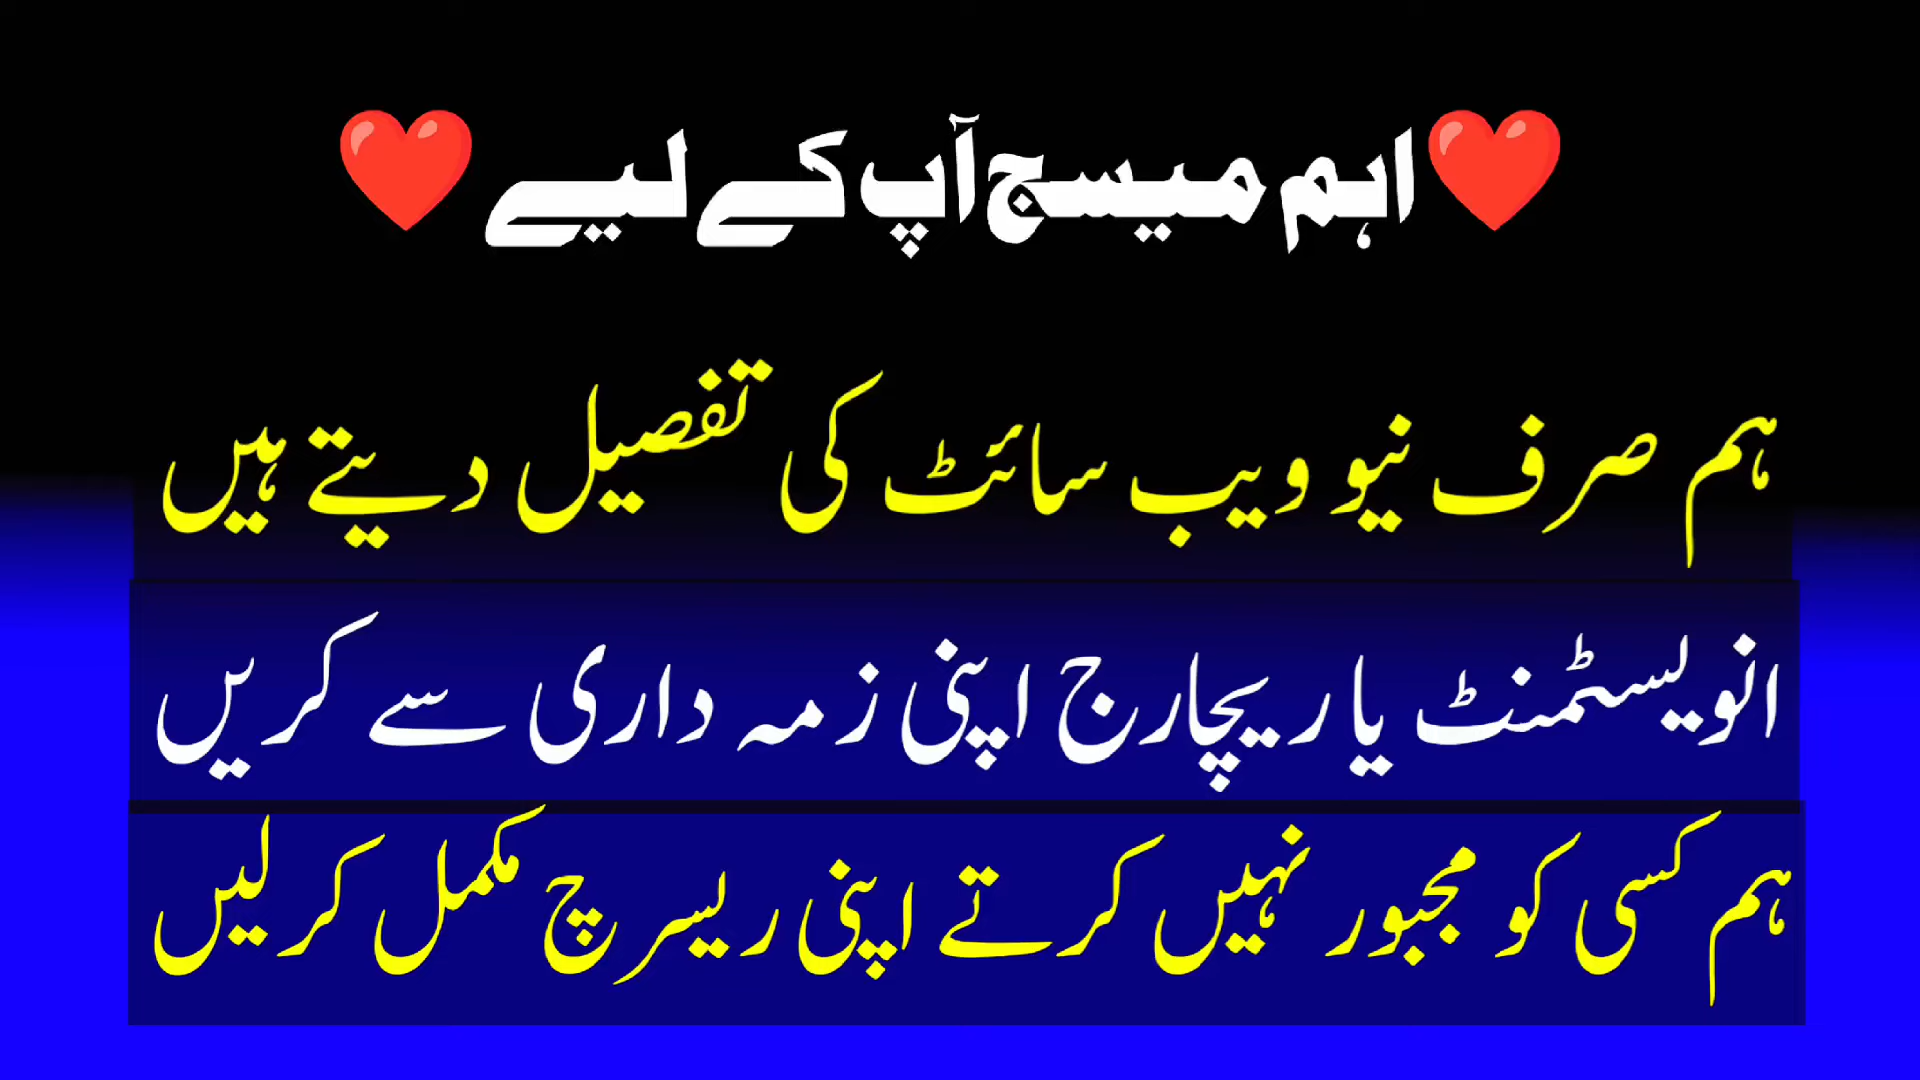 ❤️اہم میسج آپ کے لیے❤️
ہم صرف نیو ویب سائٹ کی تفصیل دیتے ہیں
انویسٹمنٹ یا ریچارج اپنی زمہ داری سے کریں
ہم کسی کو مجبور نہیں کرتے اپنی ریسرچ مکمل کرلیں